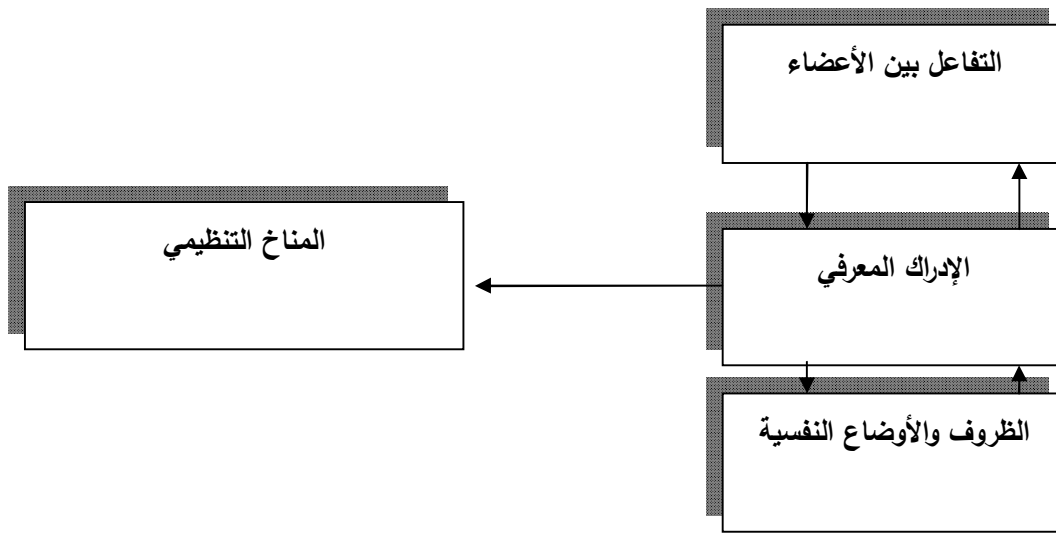 التفاعل بين الأعضاء
المناخ التنظيمي
الإدراك المعرفي
الظروف والأوضاع النفسية